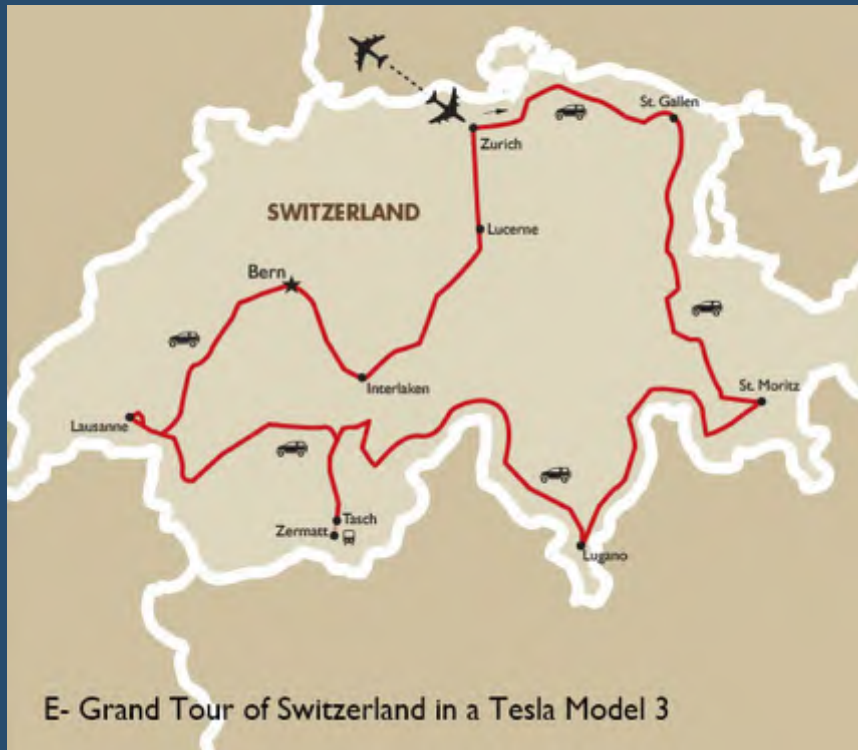 St. Gallen
Zurich
SWITZERLAND
Lucerne
Bern
Interlaken
St. Moritz
Lausanne
Tasch
Zermatt
Lugano
E- Grand Tour of Switzerland in a Tesla Model 3